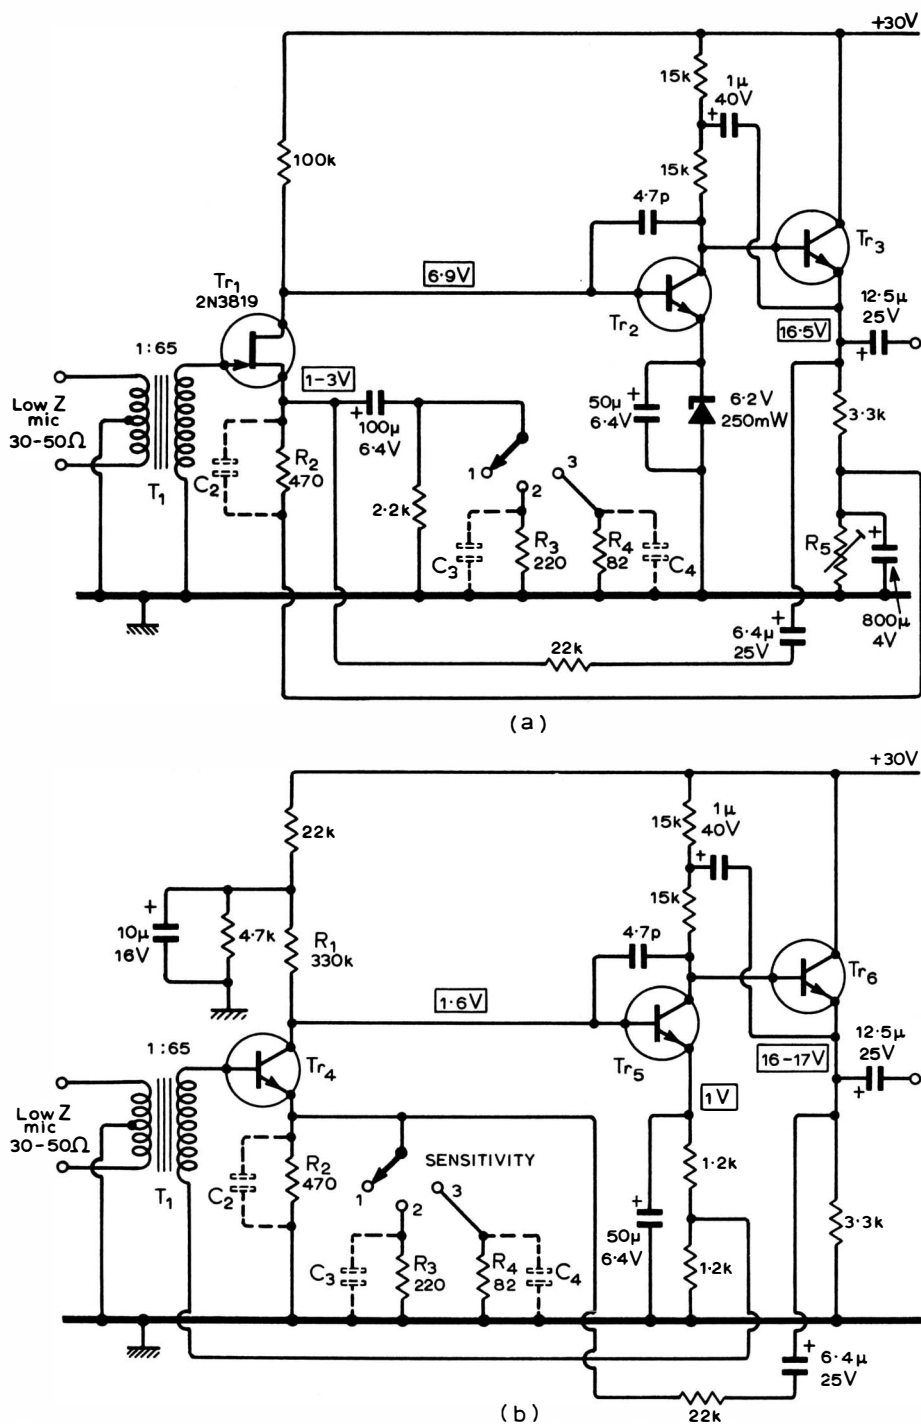 +30V
15k
1μ
40V
100k
15k
4·7p
Tr3
Tr1
2N3819
6·9V
Tr2
12·5μ
25V
16·5V
1:65
1-3V
Low Z
mic
30-50Ω
T1
100μ
6·4V
50μ
6·4V
6·2V
250mW
3·3k
C2
R2
470
2·2k
1
2
3
C3
R3
220
R4
82
C4
R5
800μ
4V
6·4μ
25V
22k
(a)
+30V
22k
15k
1μ
40V
10μ
16V
4·7k
R1
330k
15k
4·7p
Tr6
1·6V
1:65
Tr4
Tr5
16-17V
12·5μ
25V
Low Z
mic
30-50Ω
T1
1V
C2
R2
470
SENSITIVITY
1
2
3
1·2k
50μ
6·4V
3·3k
C3
R3
220
R4
82
C4
1·2k
6·4μ
25V
22k
(b)